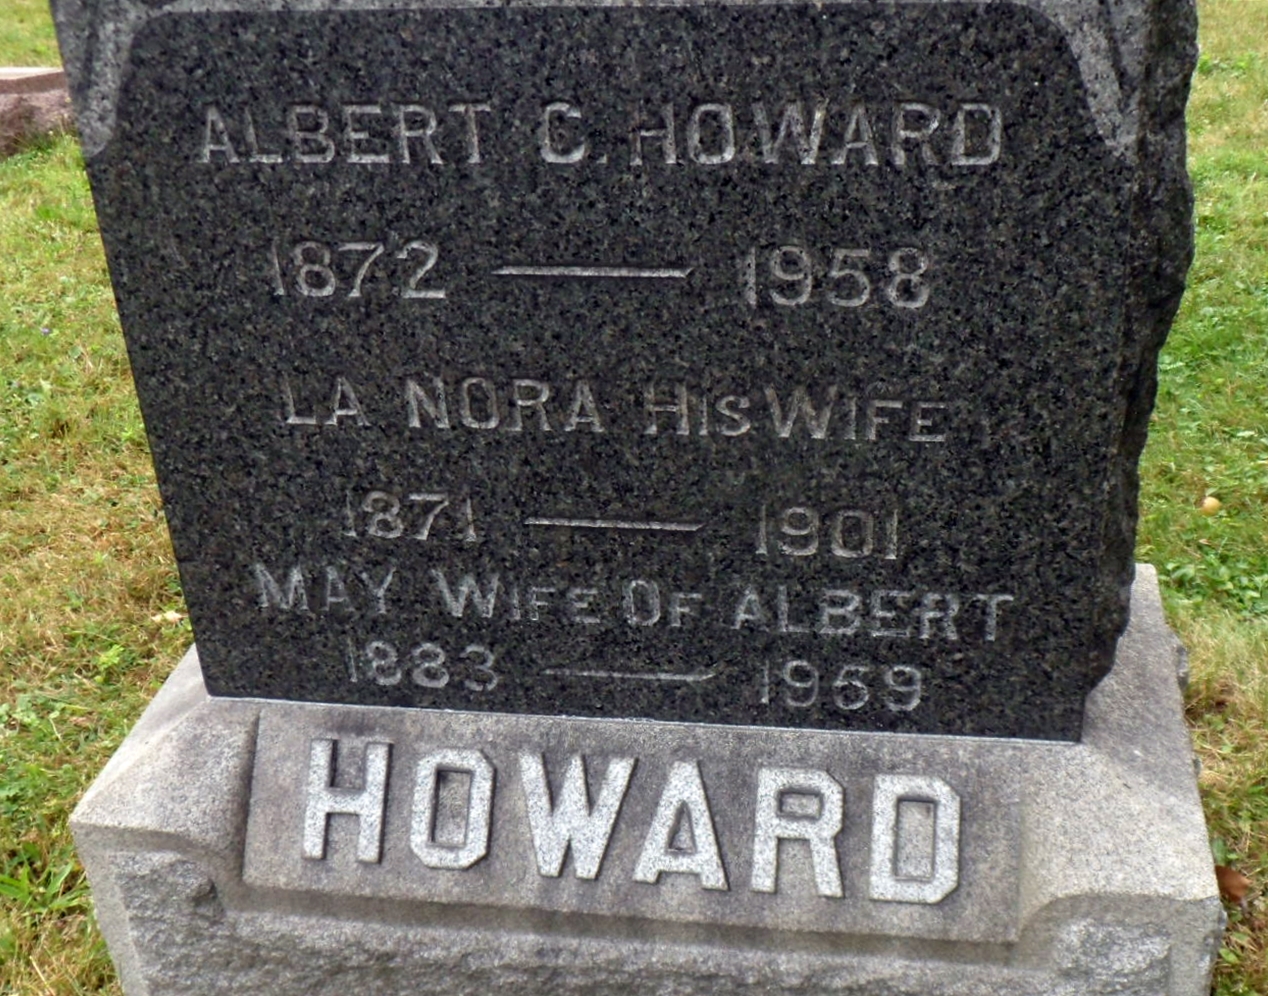 ALBERT C. HOWARD
1872 — 1958
LA NORA HIS WIFE
1871 — 1901
MAY WIFE OF ALBERT
1883 — 1959
HOWARD